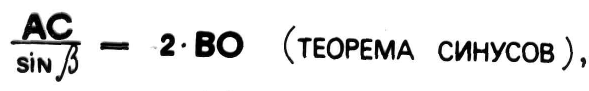 AC / sin β = 2·BO (ТЕОРЕМА СИНУСОВ),